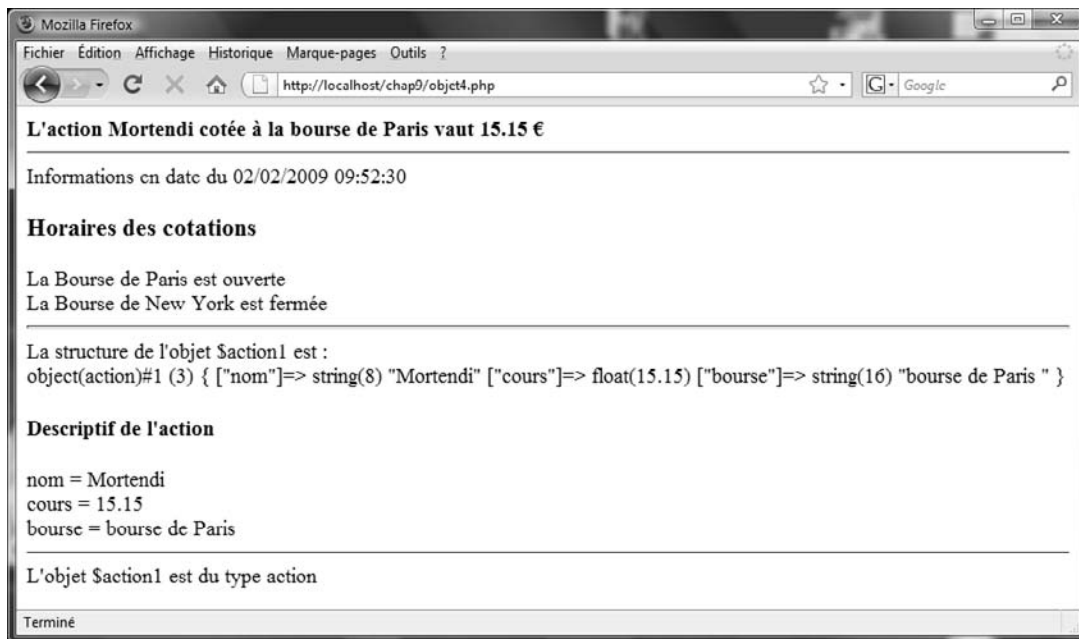 Mozilla Firefox
Fichier Édition Affichage Historique Marque-pages Outils ?
http://localhost/chap9/objet4.php
G Google
L'action Mortendi cotée à la bourse de Paris vaut 15.15 €
Informations en date du 02/02/2009 09:52:30
Horaires des cotations
La Bourse de Paris est ouverte
La Bourse de New York est fermée
La structure de l'objet $action1 est :
object(action)#1 (3) { ["nom"]=> string(8) "Mortendi" ["cours"]=> float(15.15) ["bourse"]=> string(16) "bourse de Paris " }
Descriptif de l'action
nom = Mortendi
cours = 15.15
bourse = bourse de Paris
L'objet $action1 est du type action
Terminé